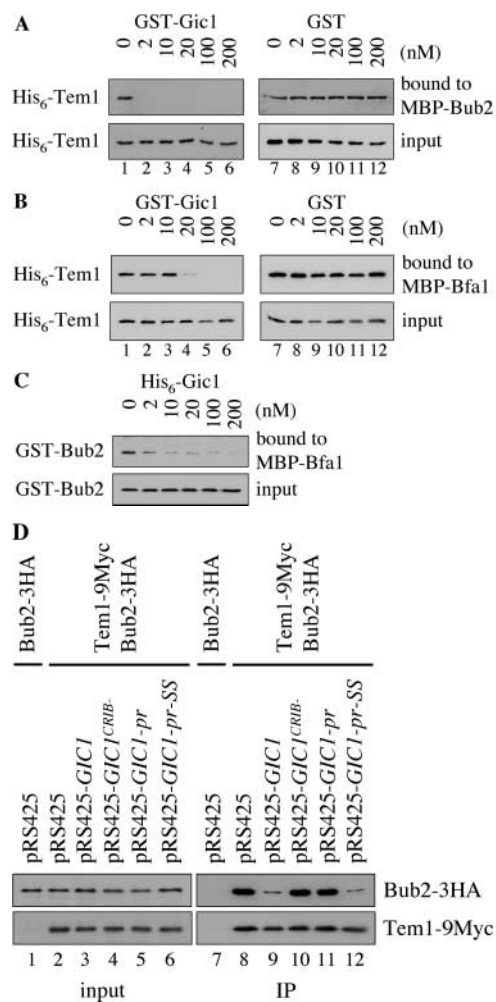 A
GST-Gic1 GST
0 2 10 20 100 200 0 2 10 20 100 200 (nM)
His6-Tem1 bound to MBP-Bub2
His6-Tem1 input
1 2 3 4 5 6 7 8 9 10 11 12
B
GST-Gic1 GST
0 2 10 20 100 200 0 2 10 20 100 200 (nM)
His6-Tem1 bound to MBP-Bfa1
His6-Tem1 input
1 2 3 4 5 6 7 8 9 10 11 12
C
His6-Gic1
0 2 10 20 100 200 (nM)
GST-Bub2 bound to MBP-Bfa1
GST-Bub2 input
D
Bub2-3HA Tem1-9Myc Bub2-3HA Bub2-3HA Tem1-9Myc Bub2-3HA
pRS425 pRS425 pRS425-GIC1 pRS425-GIC1CRIB- pRS425-GIC1-pr pRS425-GIC1-pr-SS pRS425 pRS425 pRS425-GIC1 pRS425-GIC1CRIB- pRS425-GIC1-pr pRS425-GIC1-pr-SS
Bub2-3HA
Tem1-9Myc
1 2 3 4 5 6 7 8 9 10 11 12
input IP